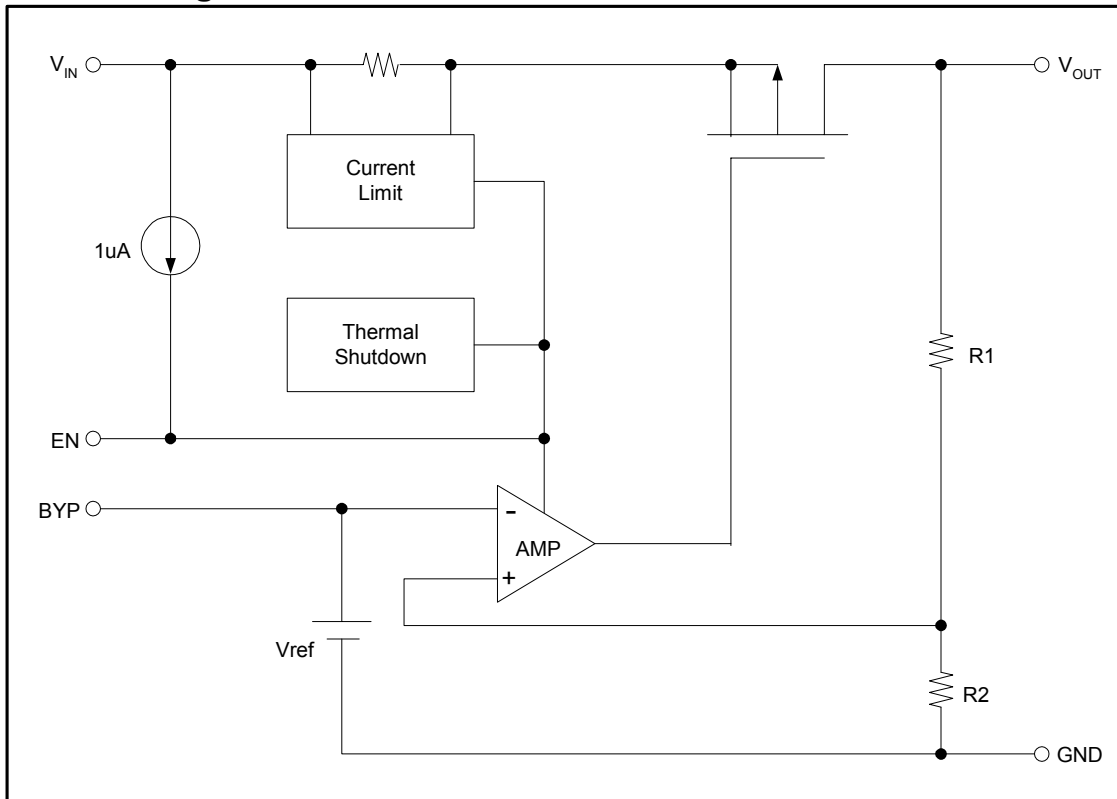 VIN
VOUT
Current
Limit
1uA
Thermal
Shutdown
R1
EN
BYP
-
AMP
+
Vref
R2
GND